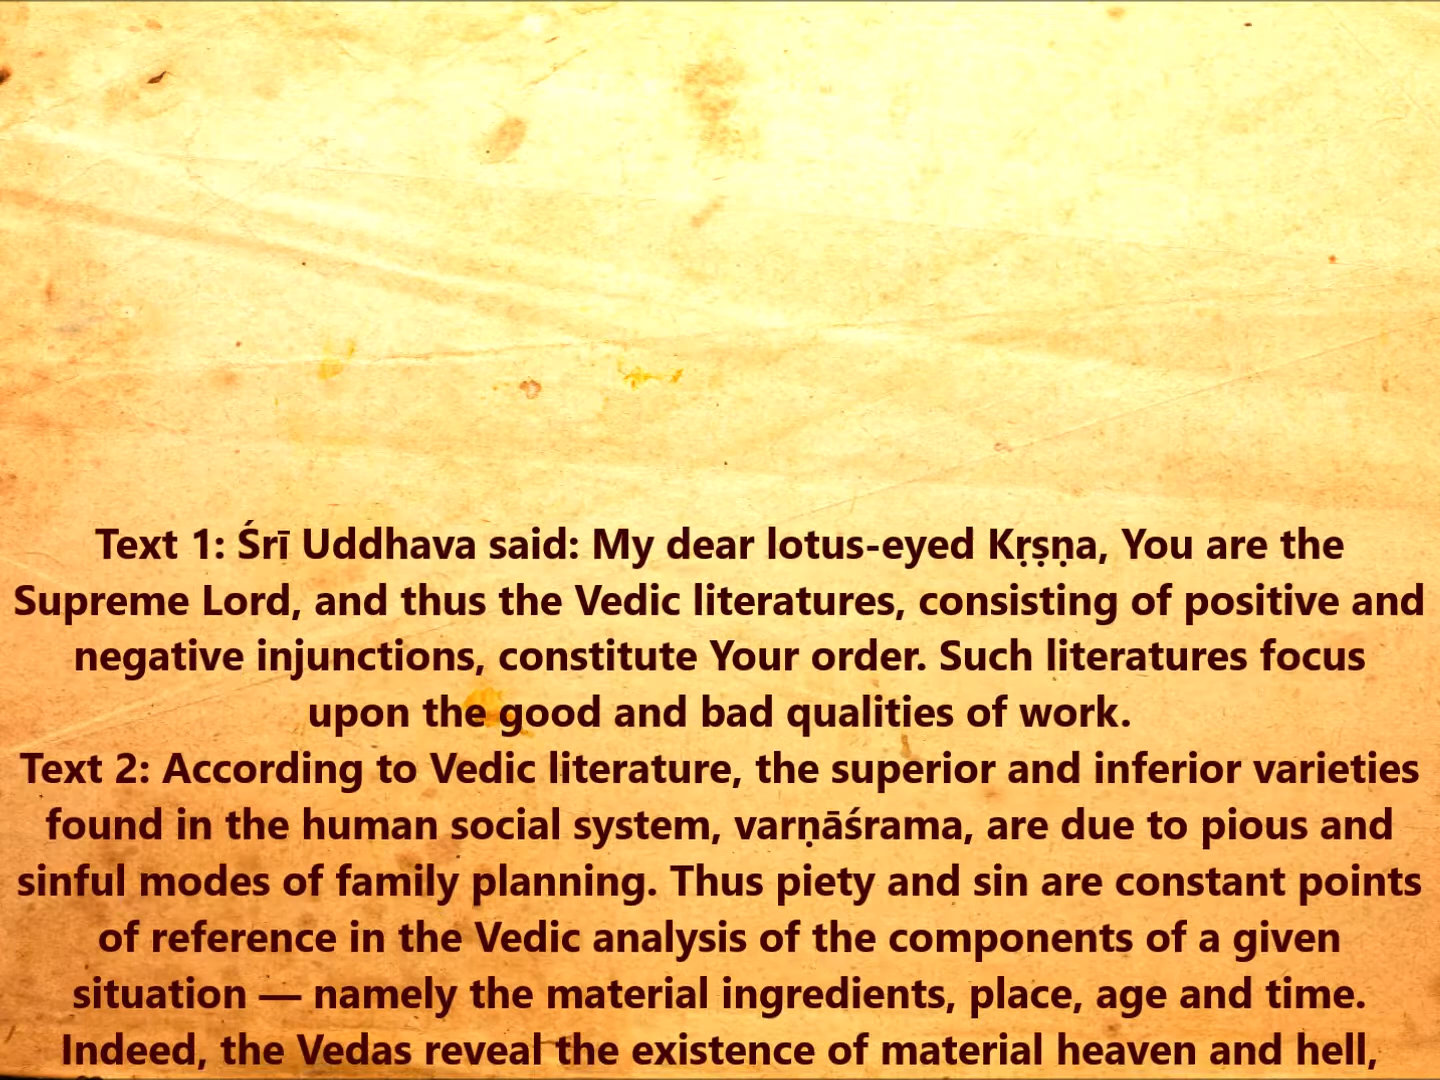 Text 1: Śrī Uddhava said: My dear lotus-eyed Kṛṣṇa, You are the
Supreme Lord, and thus the Vedic literatures, consisting of positive and
negative injunctions, constitute Your order. Such literatures focus
upon the good and bad qualities of work.
Text 2: According to Vedic literature, the superior and inferior varieties
found in the human social system, varṇāśrama, are due to pious and
sinful modes of family planning. Thus piety and sin are constant points
of reference in the Vedic analysis of the components of a given
situation — namely the material ingredients, place, age and time.
Indeed, the Vedas reveal the existence of material heaven and hell,